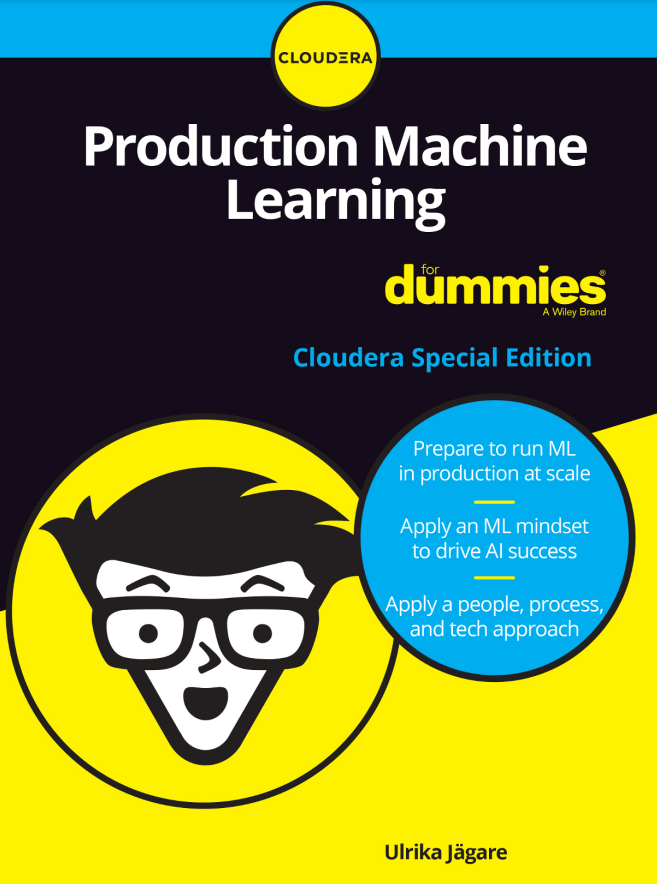 CLOUDERA
Production Machine
Learning
for
dummies®
A Wiley Brand
Cloudera Special Edition
Prepare to run ML
in production at scale
Apply an ML mindset
to drive AI success
Apply a people, process,
and tech approach
Ulrika Jägare